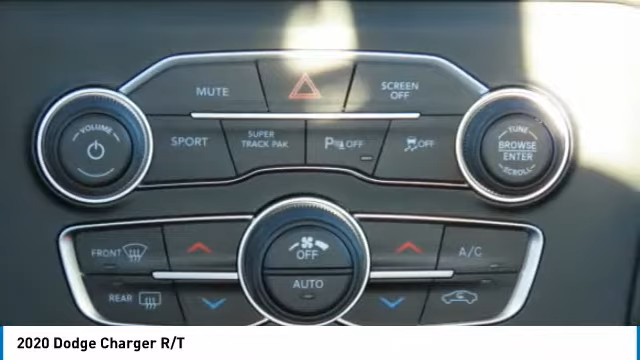 MUTE
SCREEN OFF
VOLUME
SPORT
SUPER TRACK PAK
P OFF
OFF
TUNE
BROWSE
ENTER
SCROLL
FRONT
OFF
A/C
REAR
AUTO
2020 Dodge Charger R/T